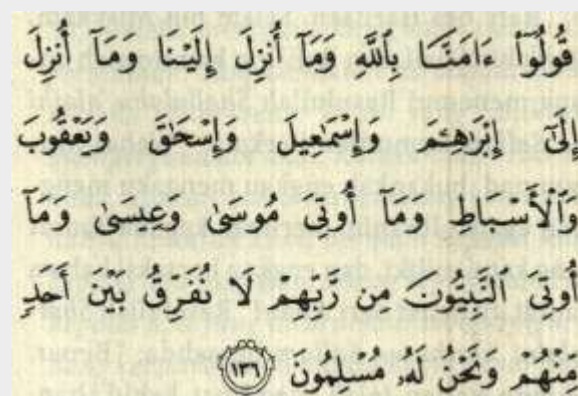 قُولُوٓا۟ ءَامَنَّا بِٱللَّهِ وَمَآ أُنزِلَ إِلَيْنَا وَمَآ أُنزِلَ
إِلَىٰٓ إِبْرَٰهِـۧمَ وَإِسْمَـٰعِيلَ وَإِسْحَـٰقَ وَيَعْقُوبَ
وَٱلْأَسْبَاطِ وَمَآ أُوتِىَ مُوسَىٰ وَعِيسَىٰ وَمَآ
أُوتِىَ ٱلنَّبِيُّونَ مِن رَّبِّهِمْ لَا نُفَرِّقُ بَيْنَ أَحَدٍ
مِّنْهُمْ وَنَحْنُ لَهُۥ مُسْلِمُونَ ١٣٦